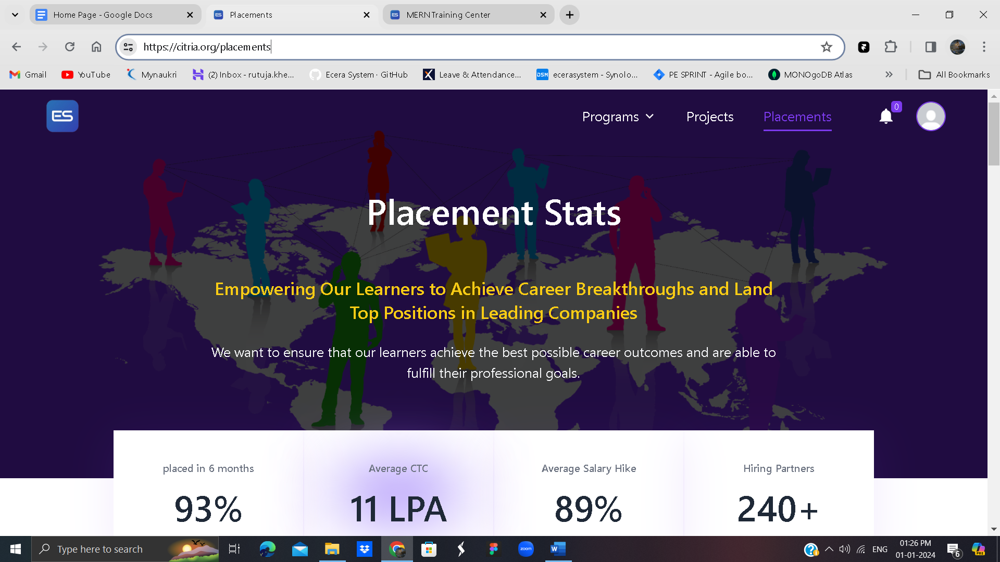 Home Page - Google Docs
Placements
MERN Training Center
https://citria.org/placements
Gmail
YouTube
Mynaukri
(2) Inbox - rutuja.khe...
Ecera System · GitHub
Leave & Attendance...
DSM
ecerasystem - Synolo...
PE SPRINT - Agile bo...
MONOgoDB Atlas
All Bookmarks
ES
Programs
Projects
Placements
0
Placement Stats
Empowering Our Learners to Achieve Career Breakthroughs and Land
Top Positions in Leading Companies
We want to ensure that our learners achieve the best possible career outcomes and are able to
fulfill their professional goals.
placed in 6 months
93%
Average CTC
11 LPA
Average Salary Hike
89%
Hiring Partners
240+
Type here to search
zoom
W
ENG
01:26 PM
01-01-2024
6
PRE